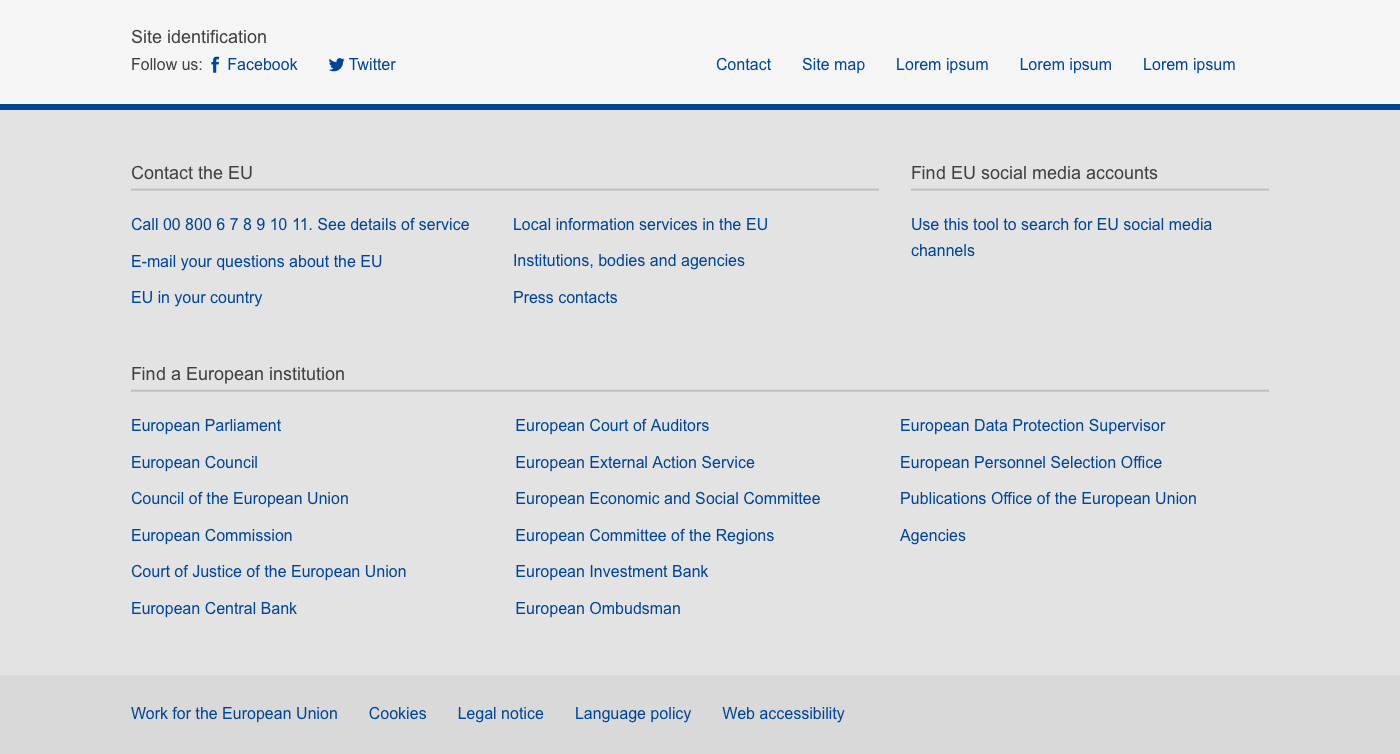 Site identification
Follow us: Facebook Twitter
Contact Site map Lorem ipsum Lorem ipsum Lorem ipsum
Contact the EU
Call 00 800 6 7 8 9 10 11. See details of service
E-mail your questions about the EU
EU in your country
Local information services in the EU
Institutions, bodies and agencies
Press contacts
Find EU social media accounts
Use this tool to search for EU social media
channels
Find a European institution
European Parliament
European Council
Council of the European Union
European Commission
Court of Justice of the European Union
European Central Bank
European Court of Auditors
European External Action Service
European Economic and Social Committee
European Committee of the Regions
European Investment Bank
European Ombudsman
European Data Protection Supervisor
European Personnel Selection Office
Publications Office of the European Union
Agencies
Work for the European Union Cookies Legal notice Language policy Web accessibility